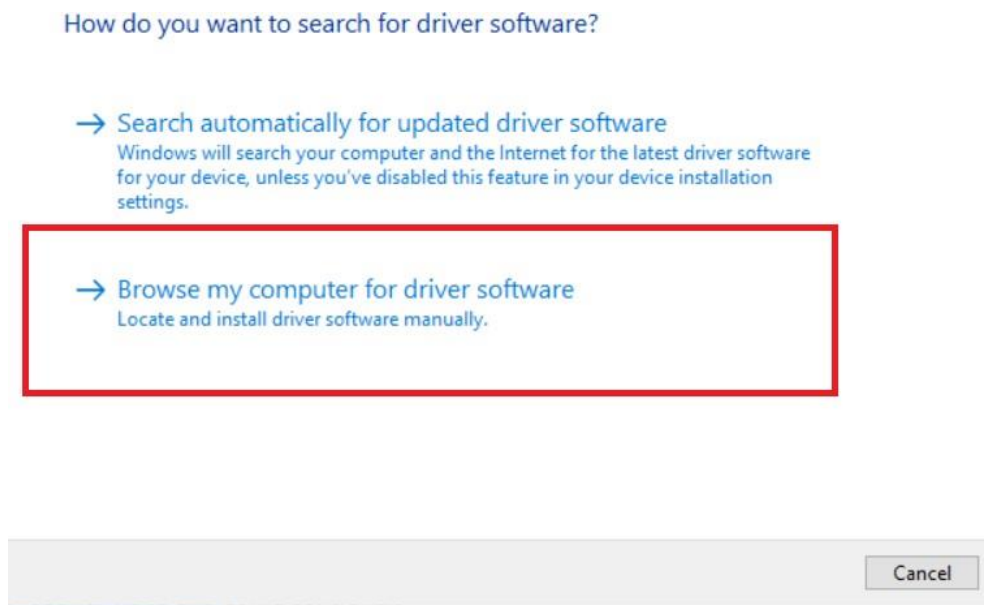 How do you want to search for driver software?
→ Search automatically for updated driver software
Windows will search your computer and the Internet for the latest driver software
for your device, unless you've disabled this feature in your device installation
settings.
→ Browse my computer for driver software
Locate and install driver software manually.
Cancel